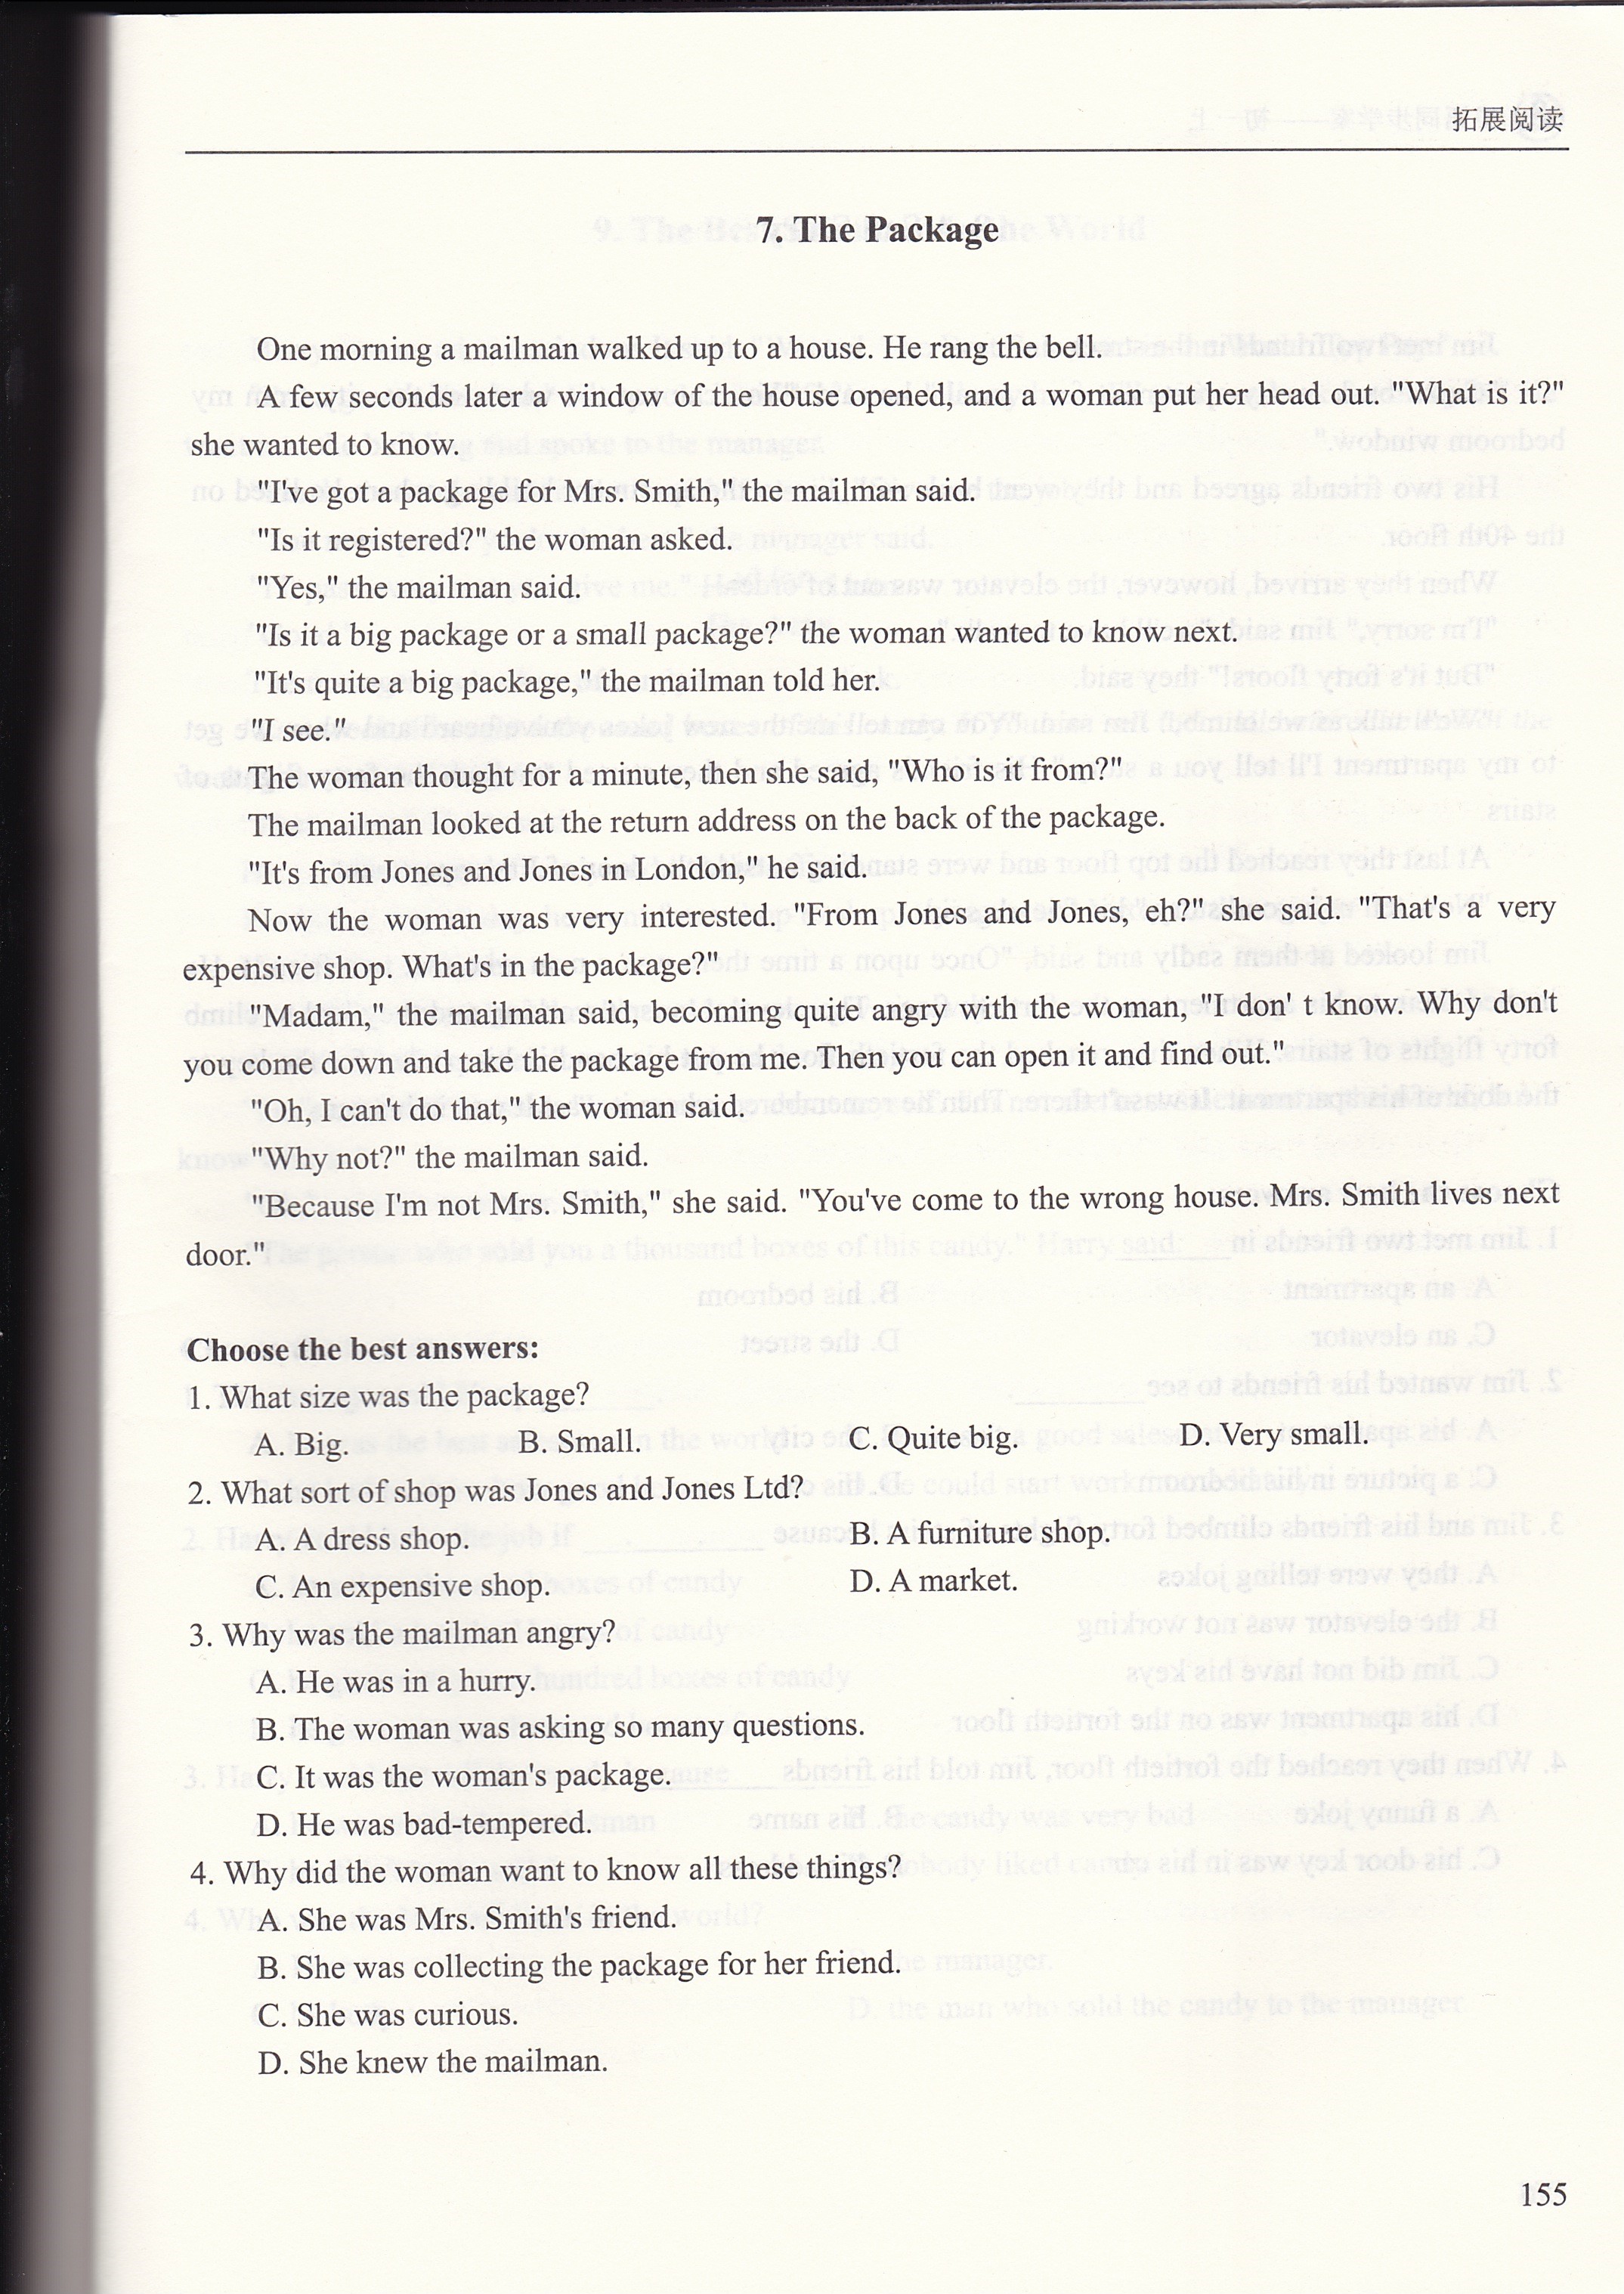 拓展阅读
7. The Package
One morning a mailman walked up to a house. He rang the bell.
A few seconds later a window of the house opened, and a woman put her head out. "What is it?"
she wanted to know.
"I've got a package for Mrs. Smith," the mailman said.
"Is it registered?" the woman asked.
"Yes," the mailman said.
"Is it a big package or a small package?" the woman wanted to know next.
"It's quite a big package," the mailman told her.
"I see."
The woman thought for a minute, then she said, "Who is it from?"
The mailman looked at the return address on the back of the package.
"It's from Jones and Jones in London," he said.
Now the woman was very interested. "From Jones and Jones, eh?" she said. "That's a very
expensive shop. What's in the package?"
"Madam," the mailman said, becoming quite angry with the woman, "I don' t know. Why don't
you come down and take the package from me. Then you can open it and find out."
"Oh, I can't do that," the woman said.
"Why not?" the mailman said.
"Because I'm not Mrs. Smith," she said. "You've come to the wrong house. Mrs. Smith lives next
door."
Choose the best answers:
1. What size was the package?
A. Big. B. Small. C. Quite big. D. Very small.
2. What sort of shop was Jones and Jones Ltd?
A. A dress shop. B. A furniture shop.
C. An expensive shop. D. A market.
3. Why was the mailman angry?
A. He was in a hurry.
B. The woman was asking so many questions.
C. It was the woman's package.
D. He was bad-tempered.
4. Why did the woman want to know all these things?
A. She was Mrs. Smith's friend.
B. She was collecting the package for her friend.
C. She was curious.
D. She knew the mailman.
155